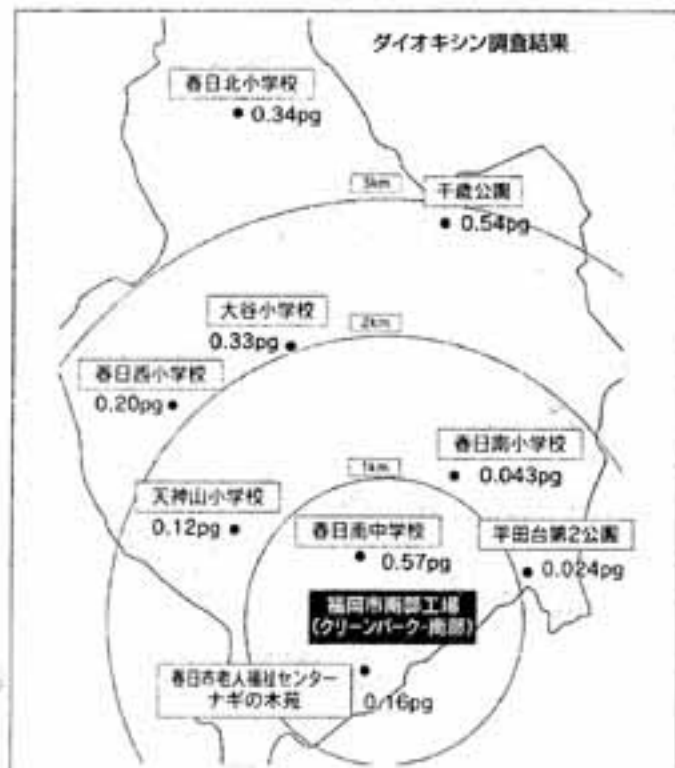 ダイオキシン調査結果
春日北小学校
0.34pg
3km
千歳公園
0.54pg
大谷小学校
0.33pg
2km
春日西小学校
0.20pg
春日南小学校
0.043pg
1km
天神山小学校
0.12pg
春日南中学校
0.57pg
平田台第2公園
0.024pg
福岡市南部工場
(クリーンパーク・南部)
春日市老人福祉センター
ナギの木苑
0/16pg